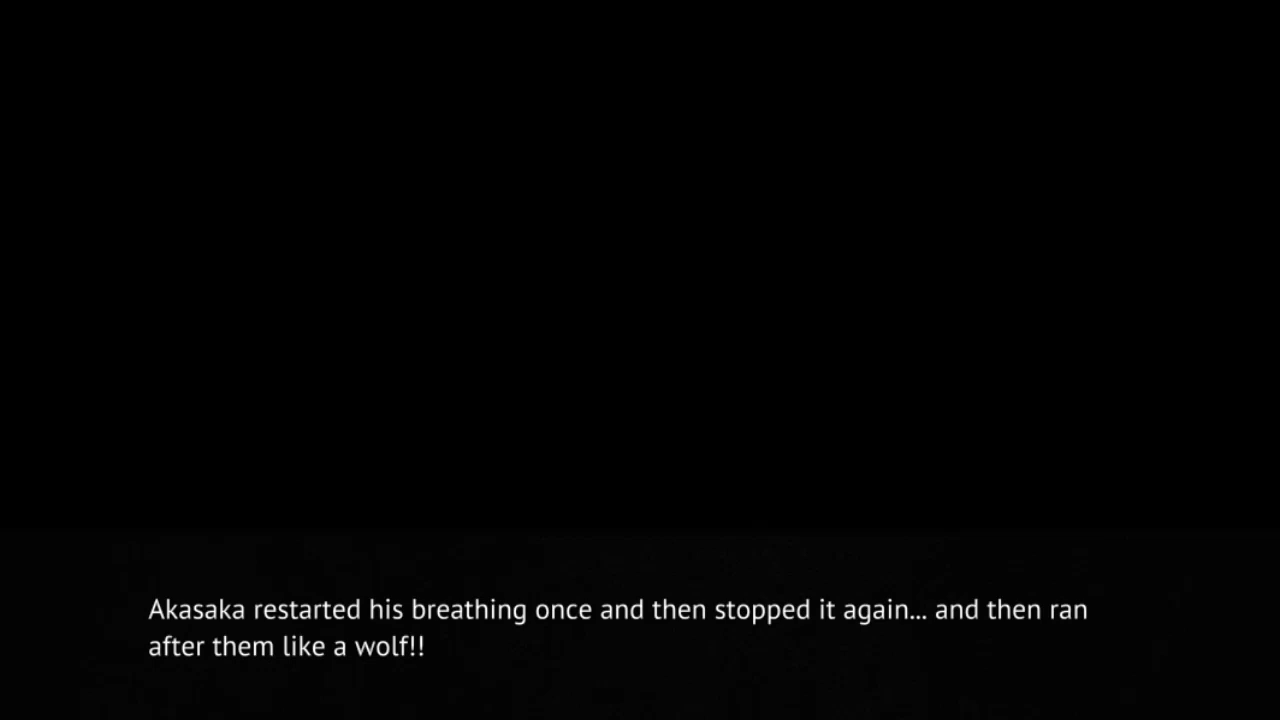 Akasaka restarted his breathing once and then stopped it again... and then ran
after them like a wolf!!